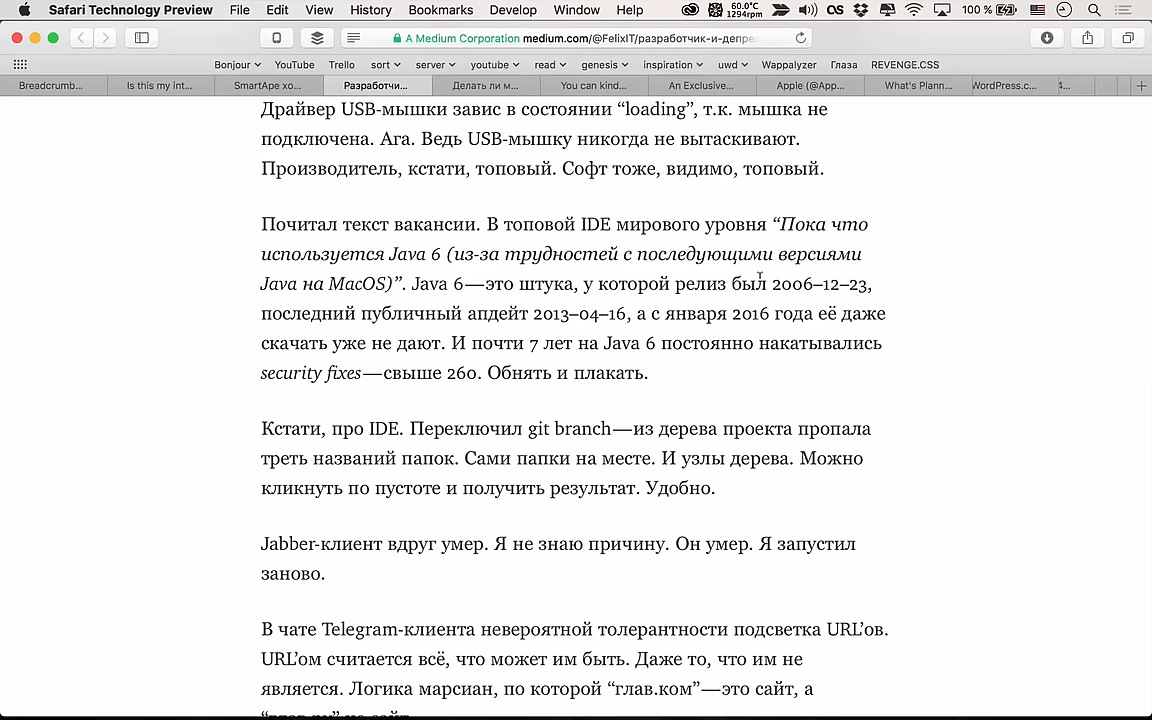 Safari Technology Preview File Edit View History Bookmarks Develop Window Help 60.0°C 1294rpm 100 %
A Medium Corporation medium.com/@FelixIT/разработчик-и-депре
Bonjour YouTube Trello sort server youtube read genesis inspiration uwd Wappalyzer Глаза REVENGE.CSS
Breadcrumb... Is this my int... SmartApe хо... Разработчи... Делать ли м... You can kind... An Exclusive... Apple (@App... What's Plann... WordPress.c... 4...
Драйвер USB-мышки завис в состоянии “loading”, т.к. мышка не
подключена. Ага. Ведь USB-мышку никогда не вытаскивают.
Производитель, кстати, топовый. Софт тоже, видимо, топовый.
Почитал текст вакансии. В топовой IDE мирового уровня “Пока что
используется Java 6 (из-за трудностей с последующими версиями
Java на MacOS)”. Java 6—это штука, у которой релиз был 2006–12–23,
последний публичный апдейт 2013–04–16, а с января 2016 года её даже
скачать уже не дают. И почти 7 лет на Java 6 постоянно накатывались
security fixes—свыше 260. Обнять и плакать.
Кстати, про IDE. Переключил git branch—из дерева проекта пропала
треть названий папок. Сами папки на месте. И узлы дерева. Можно
кликнуть по пустоте и получить результат. Удобно.
Jabber-клиент вдруг умер. Я не знаю причину. Он умер. Я запустил
заново.
В чате Telegram-клиента невероятной толерантности подсветка URL’ов.
URL’ом считается всё, что может им быть. Даже то, что им не
является. Логика марсиан, по которой “глав.ком”—это сайт, а